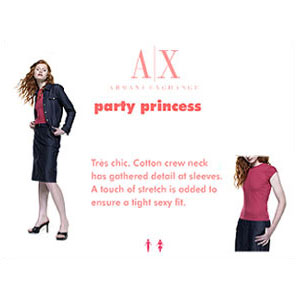 A|X
ARMANI EXCHANGE
party princess
Très chic. Cotton crew neck
has gathered detail at sleeves.
A touch of stretch is added to
ensure a tight sexy fit.